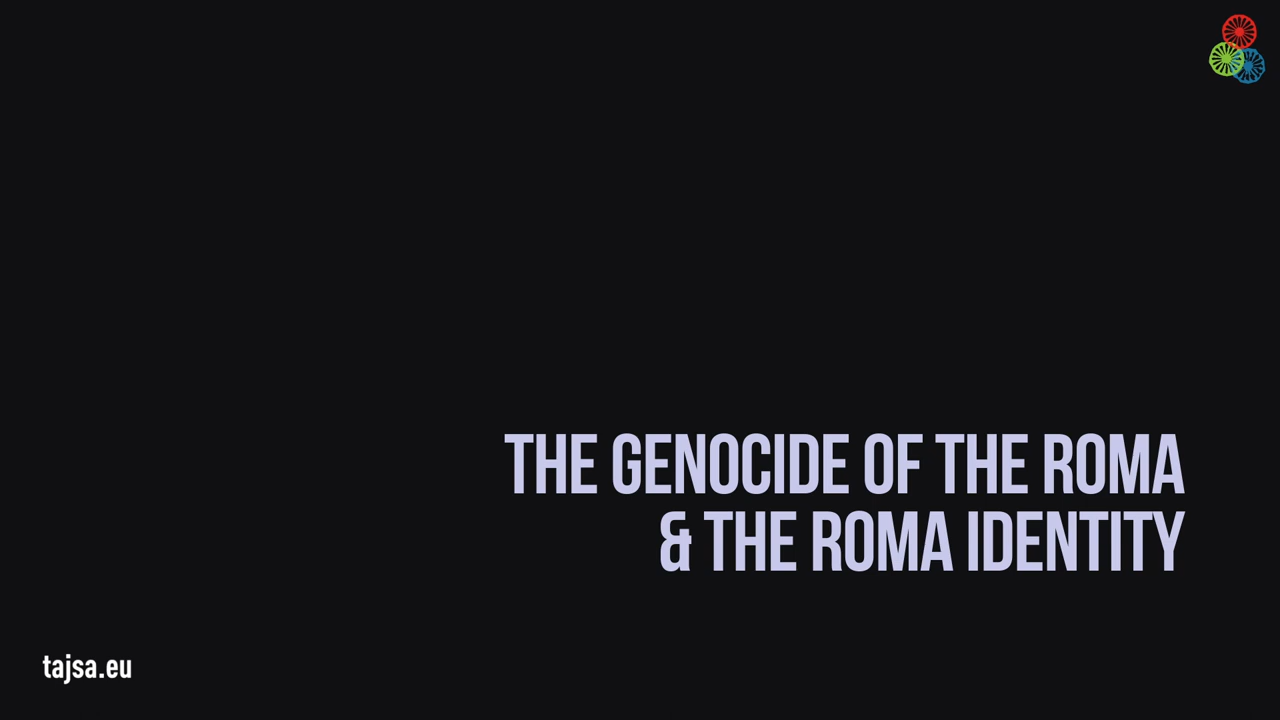 THE GENOCIDE OF THE ROMA
& THE ROMA IDENTITY
tajsa.eu